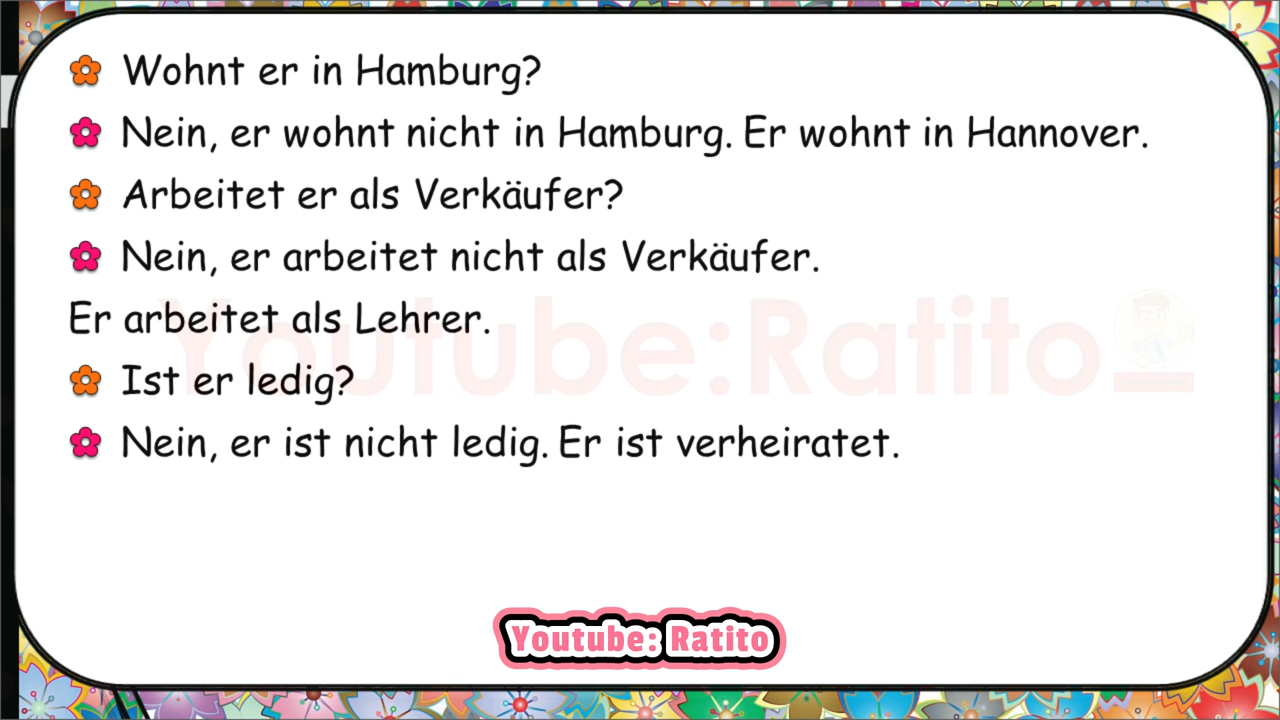 Wohnt er in Hamburg?
Nein, er wohnt nicht in Hamburg. Er wohnt in Hannover.
Arbeitet er als Verkäufer?
Nein, er arbeitet nicht als Verkäufer.
Er arbeitet als Lehrer.
Youtube:Ratito
Ist er ledig?
Nein, er ist nicht ledig. Er ist verheiratet.
Youtube: Ratito